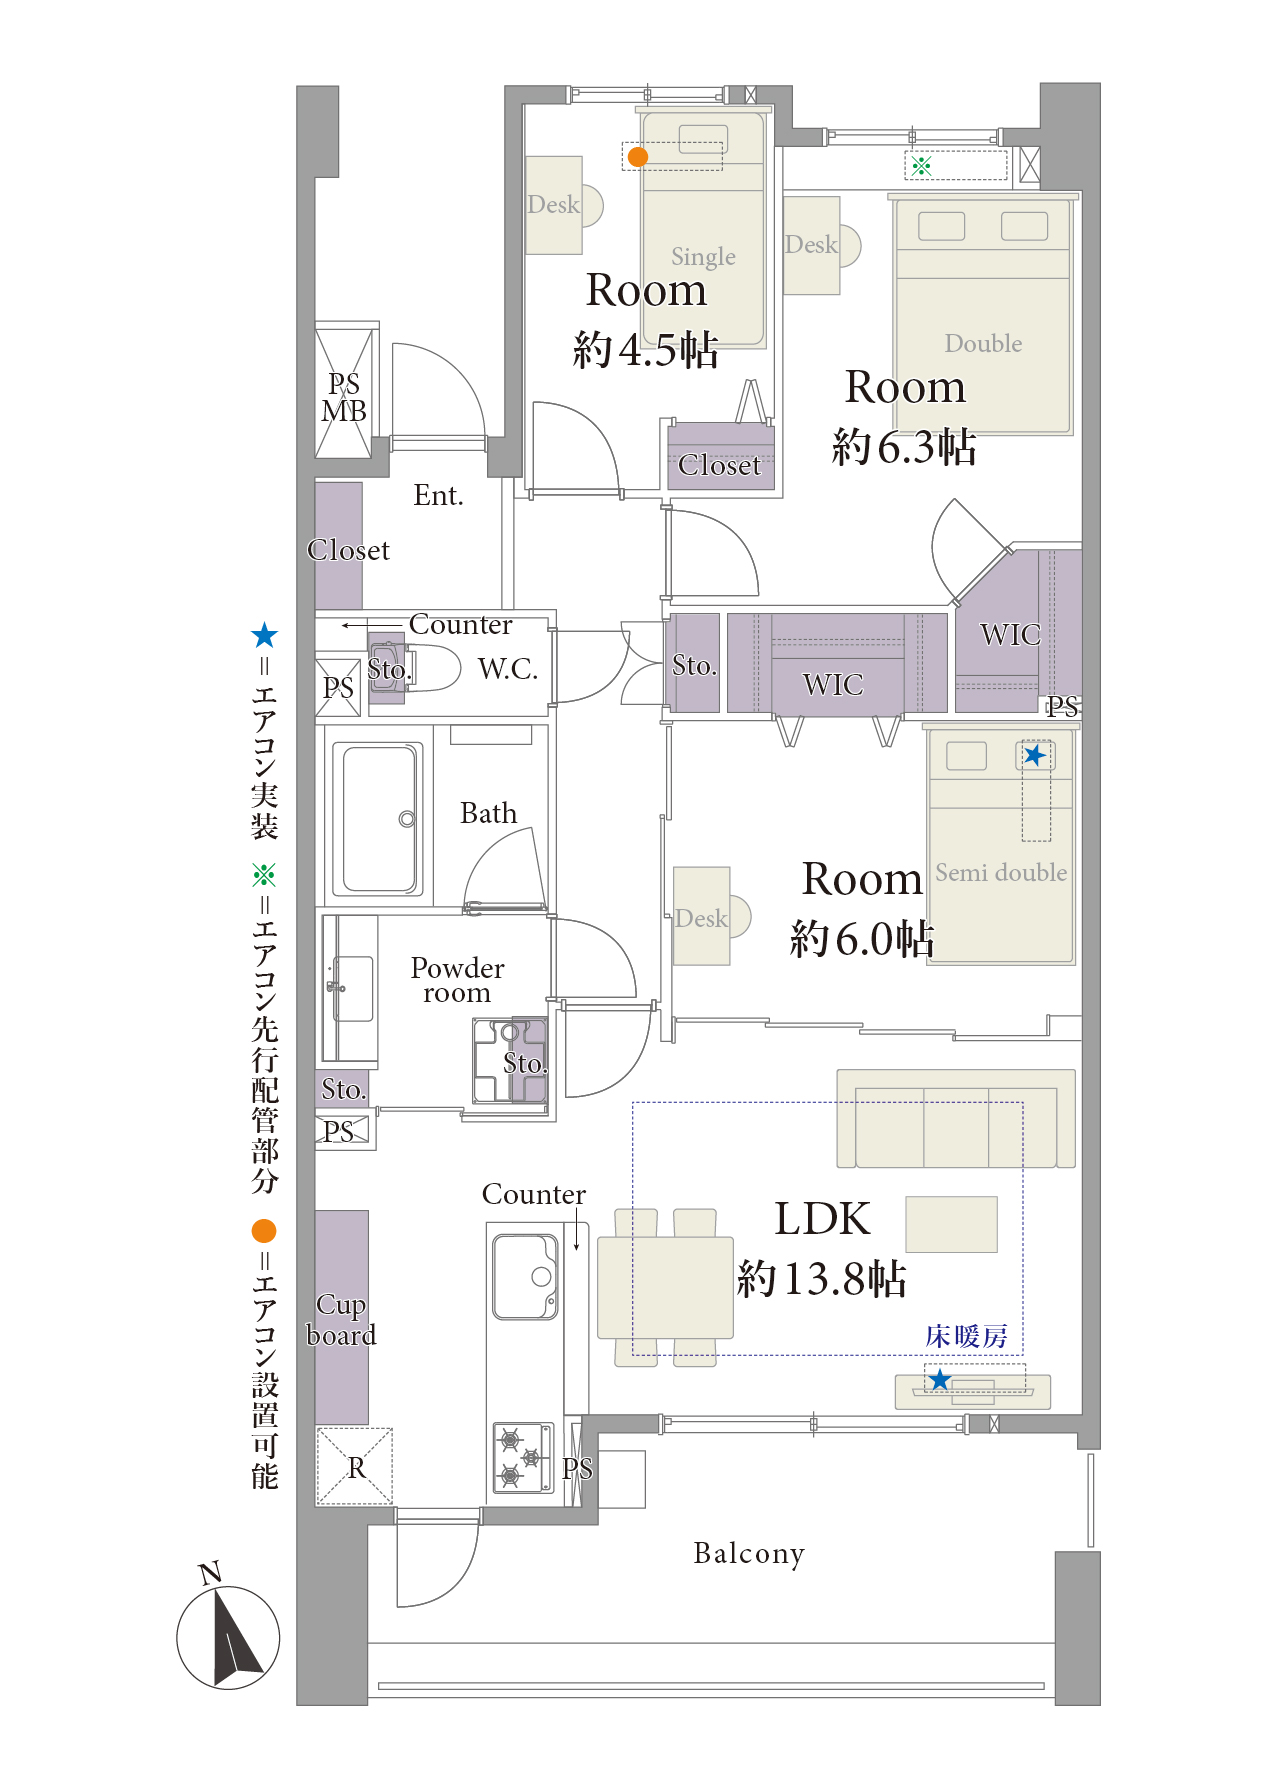 Desk
Single
Room
約4.5帖
※
Desk
Double
Room
約6.3帖
PS
MB
Closet
Ent.
Closet
Counter
Sto.
W.C.
PS
Sto.
WIC
WIC
PS
Bath
Room
約6.0帖
Semi double
Desk
Powder
room
Sto.
Sto.
PS
Counter
LDK
約13.8帖
床暖房
Cup
board
R
PS
Balcony
N
★=エアコン実装 ※=エアコン先行配管部分 ●=エアコン設置可能